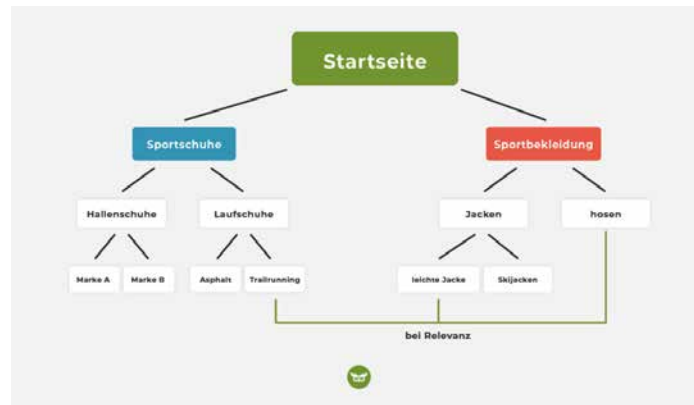 Startseite
Sportschuhe
Sportbekleidung
Hallenschuhe
Laufschuhe
Jacken
hosen
Marke A
Marke B
Asphalt
Trailrunning
leichte Jacke
Skijacken
bei Relevanz